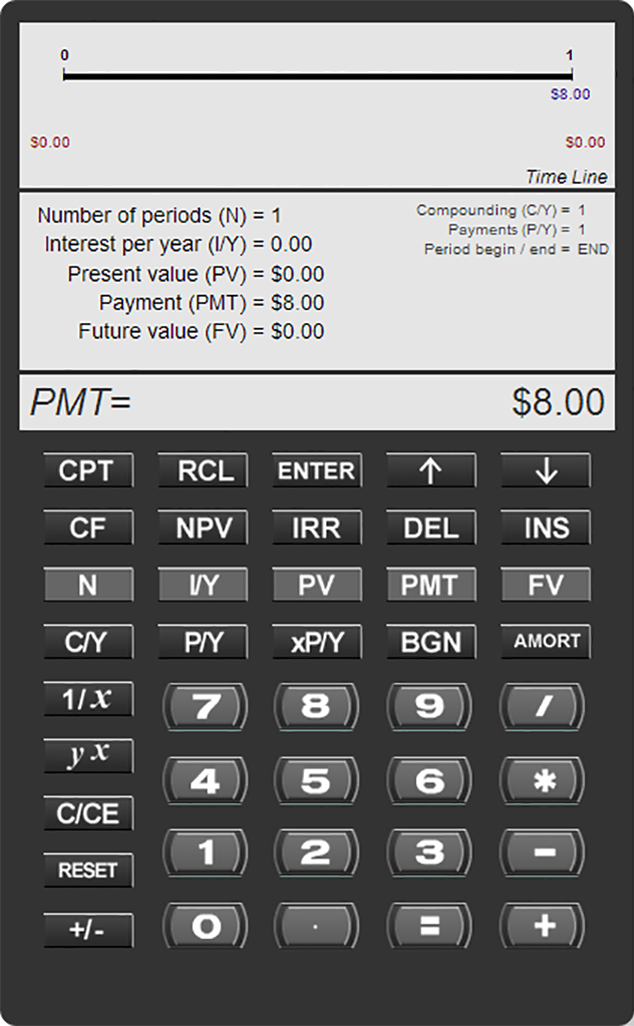 0 1
$8.00
$0.00 $0.00
Time Line
Number of periods (N) = 1 Compounding (C/Y) = 1
Interest per year (I/Y) = 0.00 Payments (P/Y) = 1
Present value (PV) = $0.00 Period begin / end = END
Payment (PMT) = $8.00
Future value (FV) = $0.00
PMT= $8.00
CPT RCL ENTER ↑ ↓
CF NPV IRR DEL INS
N I/Y PV PMT FV
C/Y P/Y xP/Y BGN AMORT
1/x 7 8 9 /
y x 4 5 6 *
C/CE 1 2 3 -
RESET
+/- 0 . = +